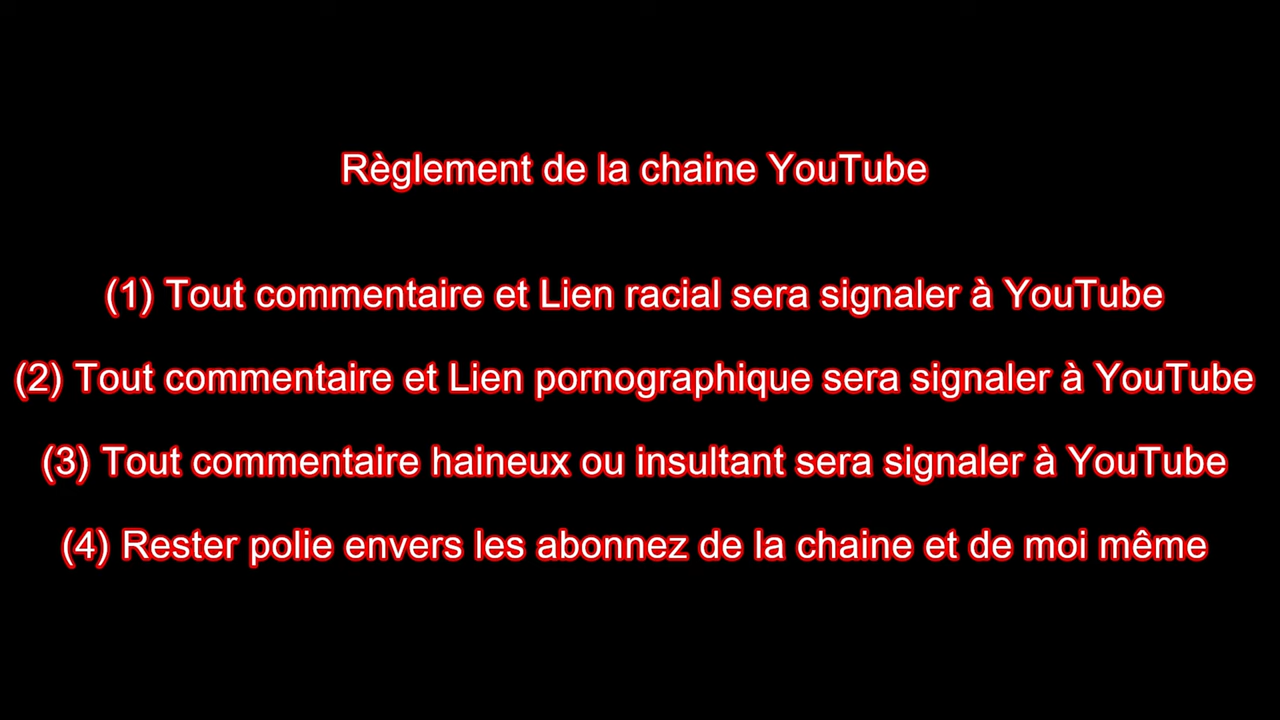 Règlement de la chaine YouTube
(1) Tout commentaire et Lien racial sera signaler à YouTube
(2) Tout commentaire et Lien pornographique sera signaler à YouTube
(3) Tout commentaire haineux ou insultant sera signaler à YouTube
(4) Rester polie envers les abonnez de la chaine et de moi même